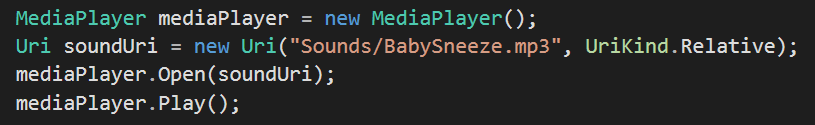 MediaPlayer mediaPlayer = new MediaPlayer();
Uri soundUri = new Uri("Sounds/BabySneeze.mp3", UriKind.Relative);
mediaPlayer.Open(soundUri);
mediaPlayer.Play();